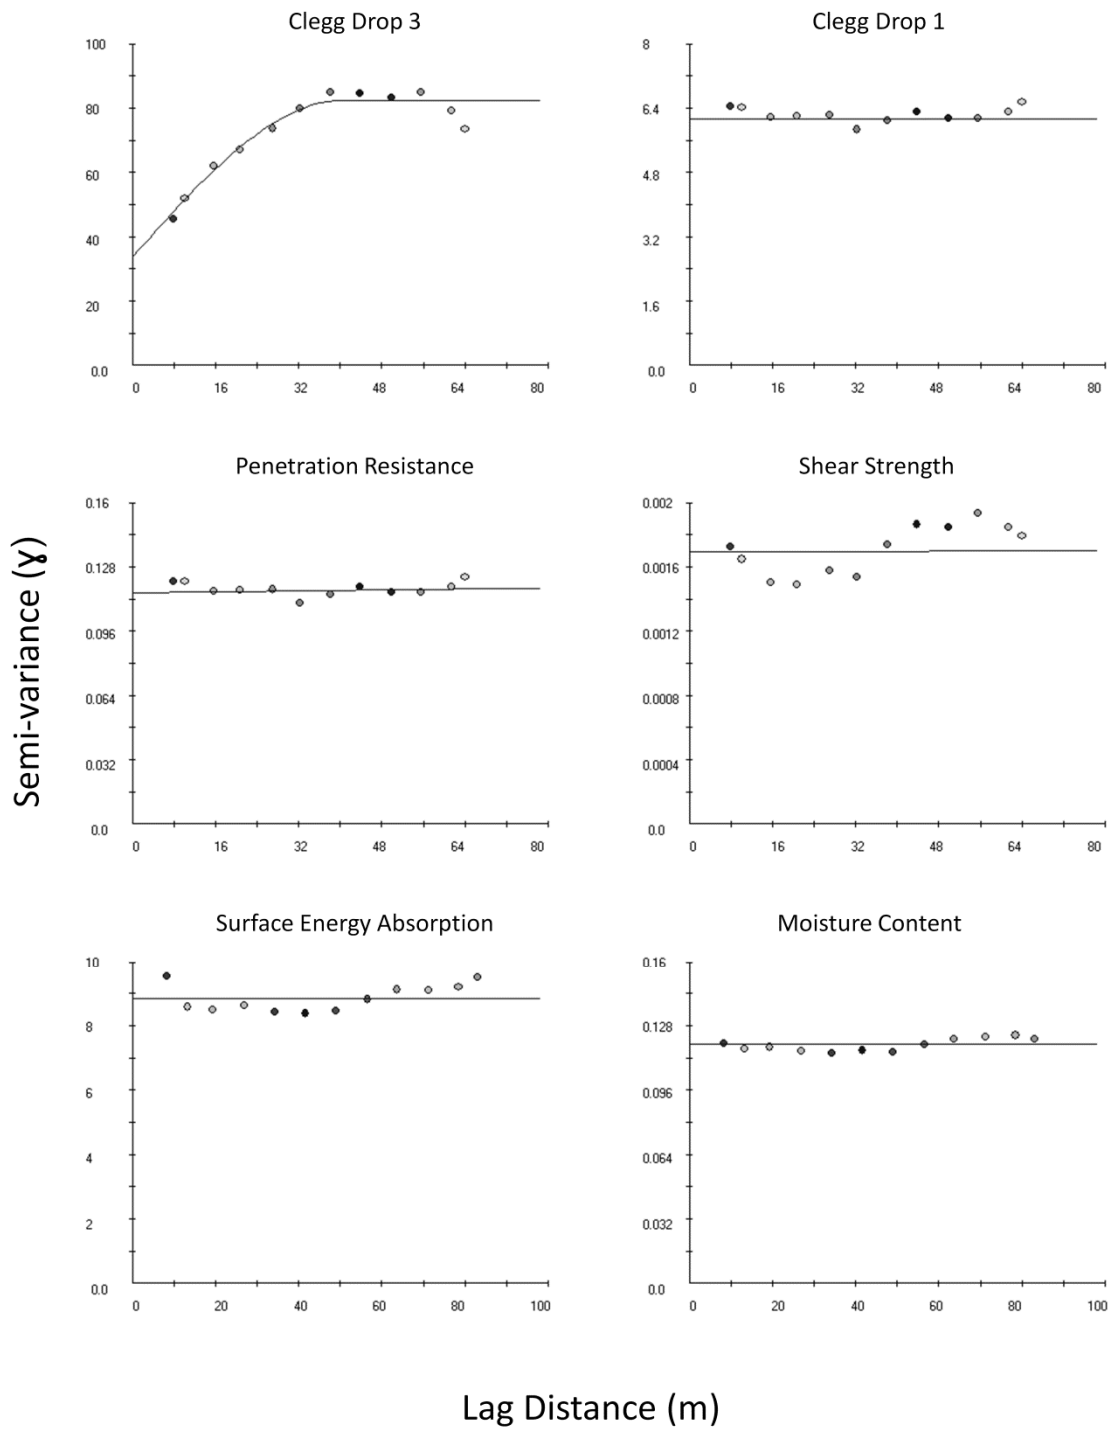 Clegg Drop 3
100
80
60
40
20
0.0
0 16 32 48 64 80
Clegg Drop 1
8
6.4
4.8
3.2
1.6
0.0
0 16 32 48 64 80
Penetration Resistance
0.16
0.128
0.096
0.064
0.032
0.0
0 16 32 48 64 80
Shear Strength
0.002
0.0016
0.0012
0.0008
0.0004
0.0
0 16 32 48 64 80
Semi-variance (ɣ)
Surface Energy Absorption
10
8
6
4
2
0.0
0 16 40 60 80 100
Moisture Content
0.16
0.128
0.096
0.064
0.032
0.0
0 20 40 60 80 100
Lag Distance (m)